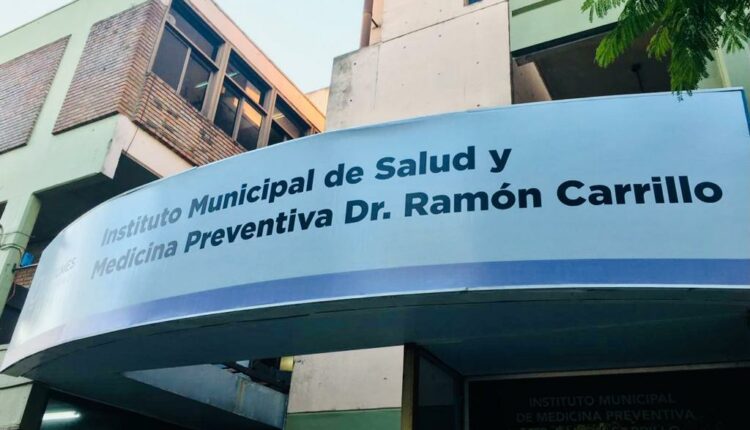 Instituto Municipal de Salud y
Medicina Preventiva Dr. Ramón Carrillo
INSTITUTO MUNICIPAL
DE MEDICINA PREVENTIVA